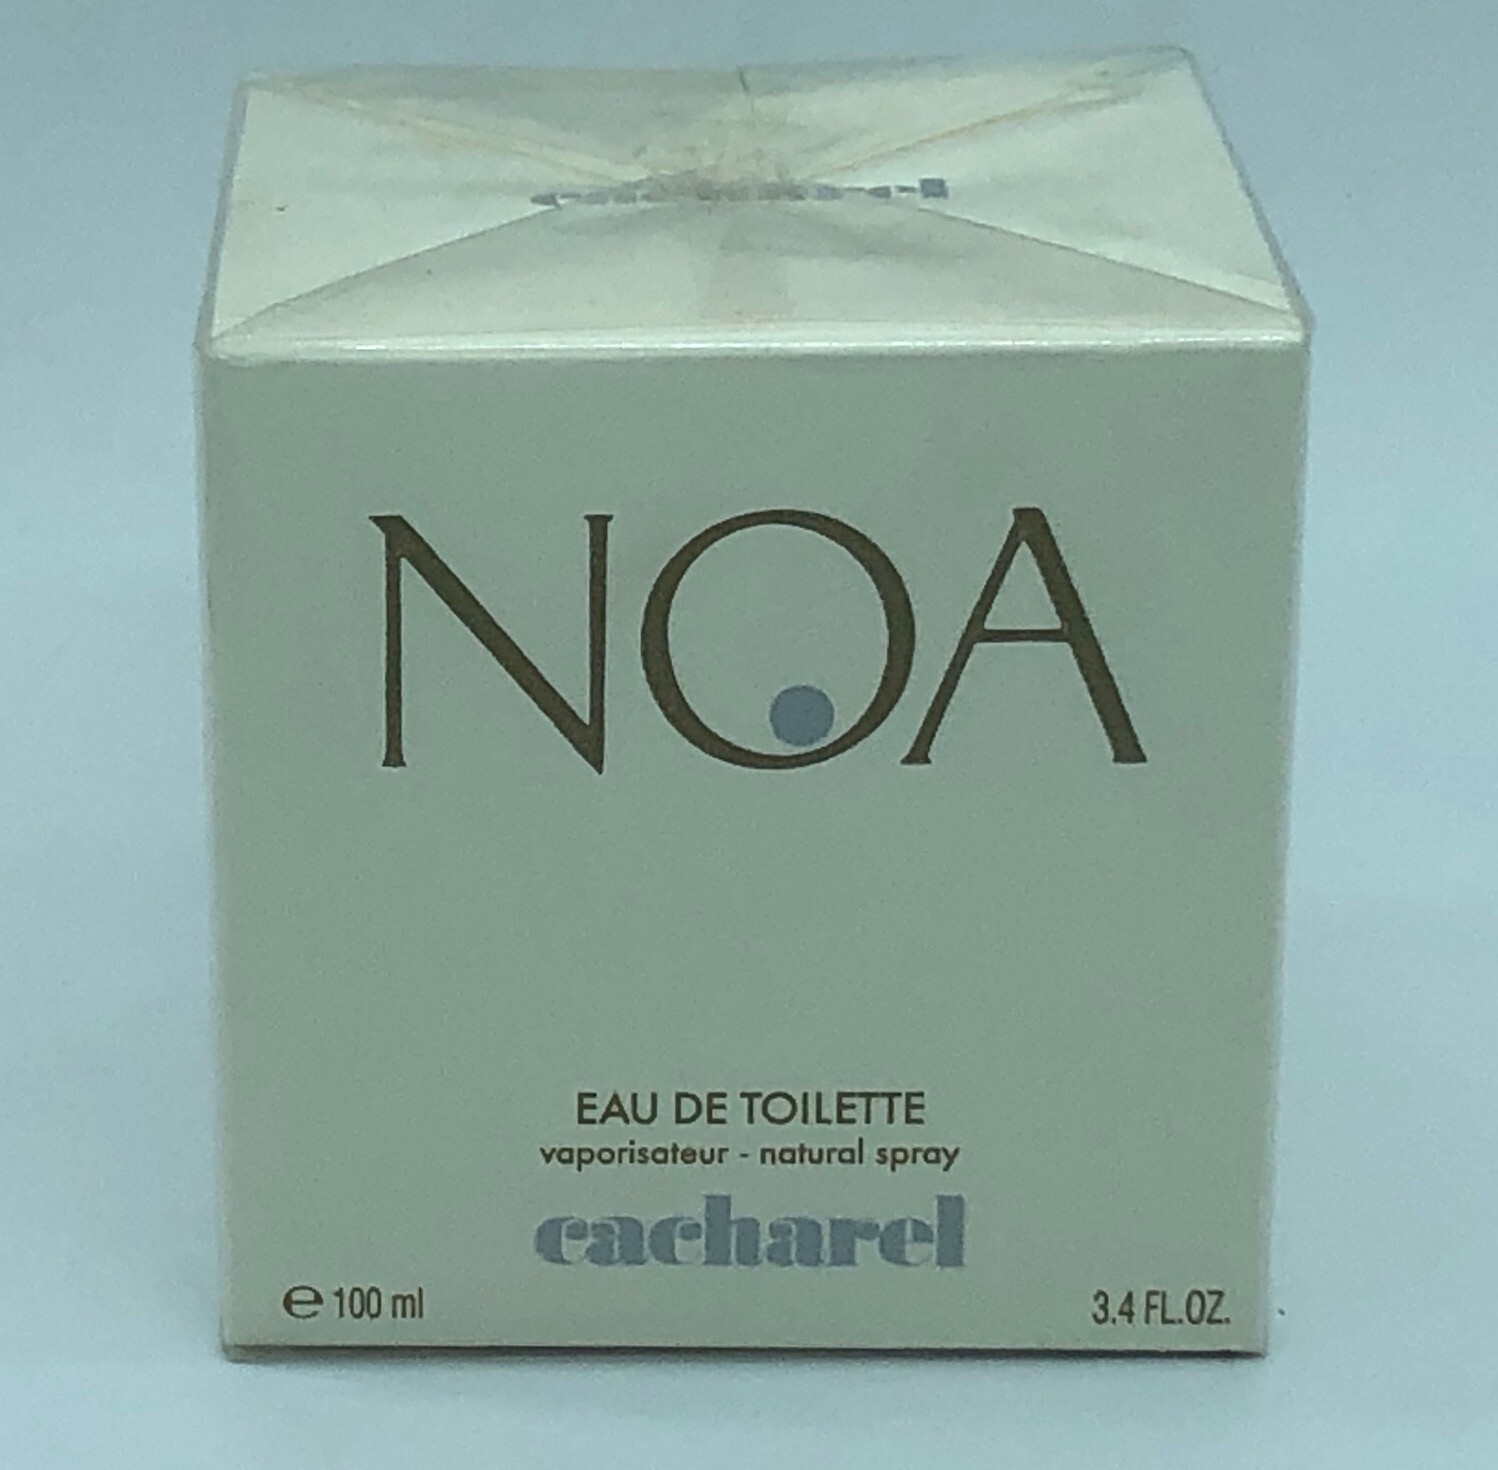 NOA
EAU DE TOILETTE
vaporisateur - natural spray
cacharel
℮ 100 ml
3.4 FL.OZ.